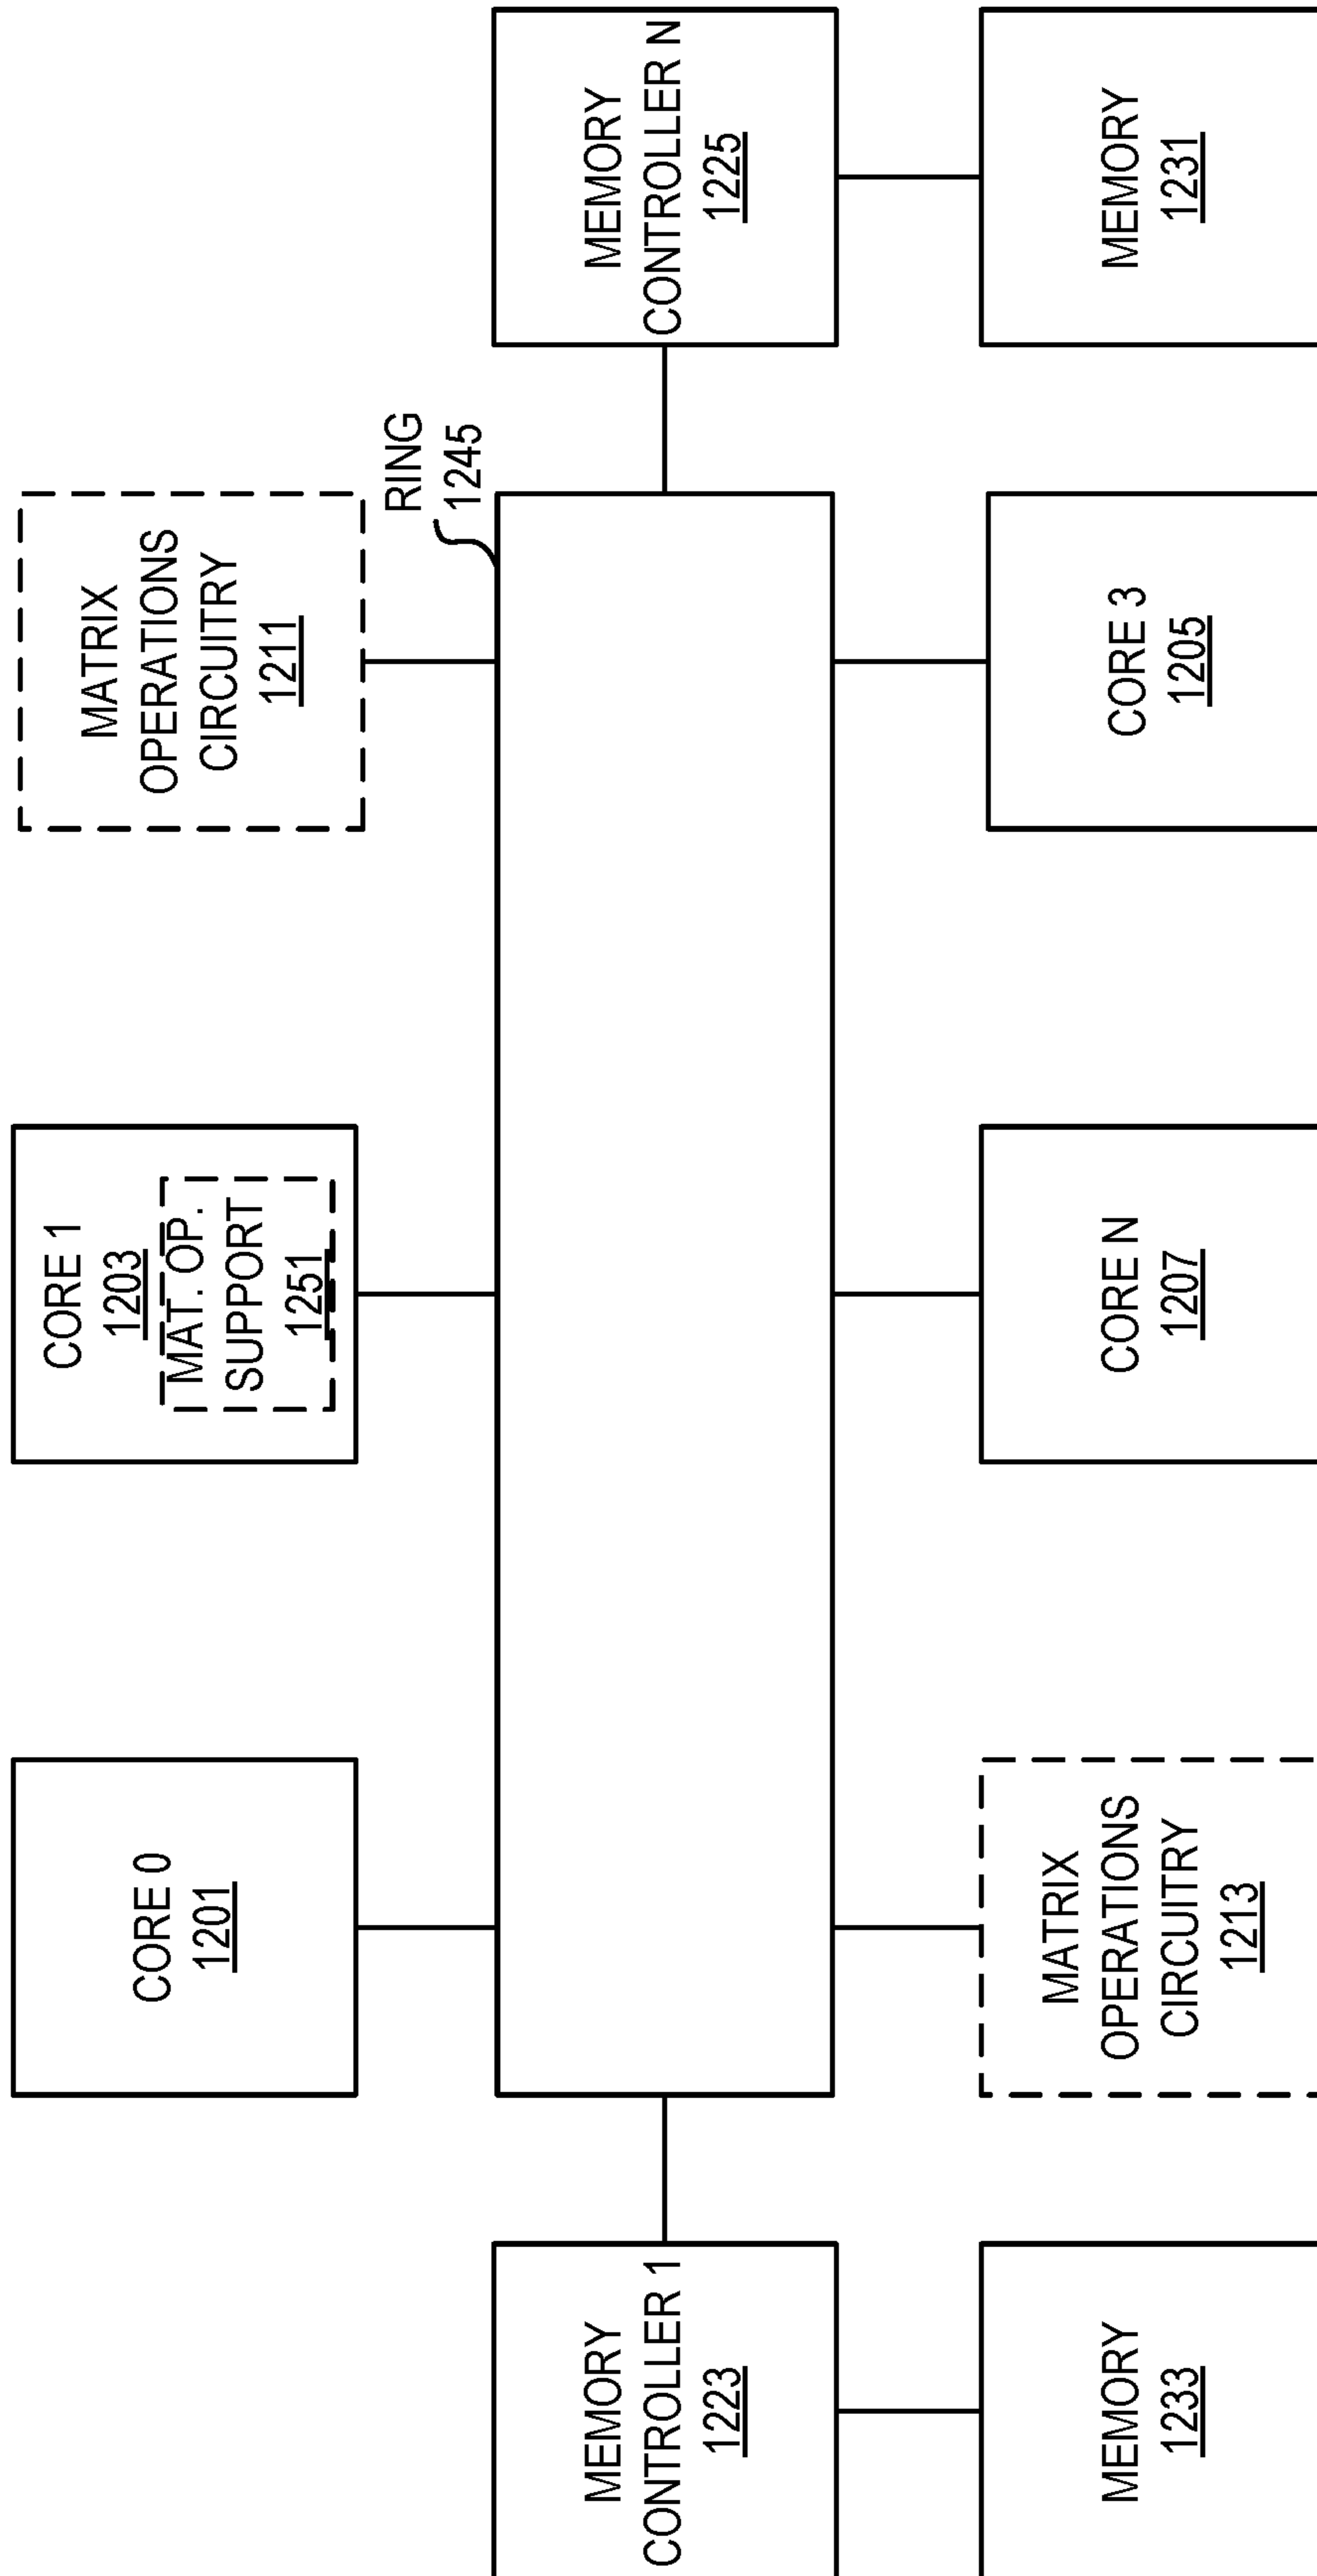 CORE 0
1201
CORE 1
1203
MAT. OP.
SUPPORT
1251
MATRIX
OPERATIONS
CIRCUITRY
1211
RING
1245
MEMORY
CONTROLLER 1
1223
MEMORY
CONTROLLER N
1225
MEMORY
1233
MATRIX
OPERATIONS
CIRCUITRY
1213
CORE N
1207
CORE 3
1205
MEMORY
1231